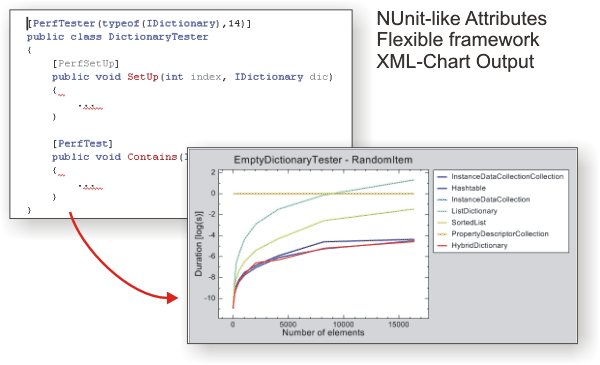 [PerfTester(typeof(IDictionary),14)]
public class DictionaryTester
{
[PerfSetUp]
public void SetUp(int index, IDictionary dic)
{
...
}
[PerfTest]
public void Contains(I
{
...
}
}
NUnit-like Attributes
Flexible framework
XML-Chart Output
EmptyDictionaryTester - RandomItem
Duration [log(s)]
2
0
-2
-4
-6
-8
-10
0
5000
10000
15000
Number of elements
InstanceDataCollectionCollection
Hashtable
InstanceDataCollection
ListDictionary
SortedList
PropertyDescriptorCollection
HybridDictionary